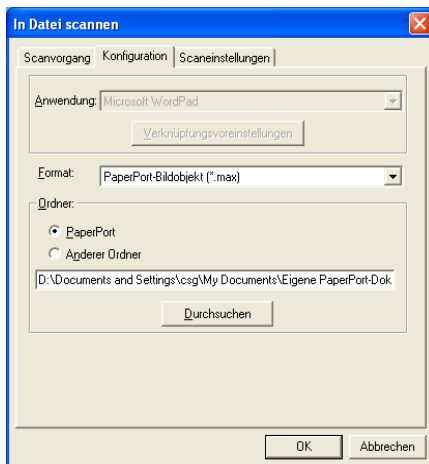 In Datei scannen
Scanvorgang Konfiguration Scaneinstellungen
Anwendung: Microsoft WordPad
Verknüpfungsvoreinstellungen
Format: PaperPort-Bildobjekt (*.max)
Ordner:
PaperPort
Anderer Ordner
D:\Documents and Settings\csg\My Documents\Eigene PaperPort-Dok
Durchsuchen
OK Abbrechen